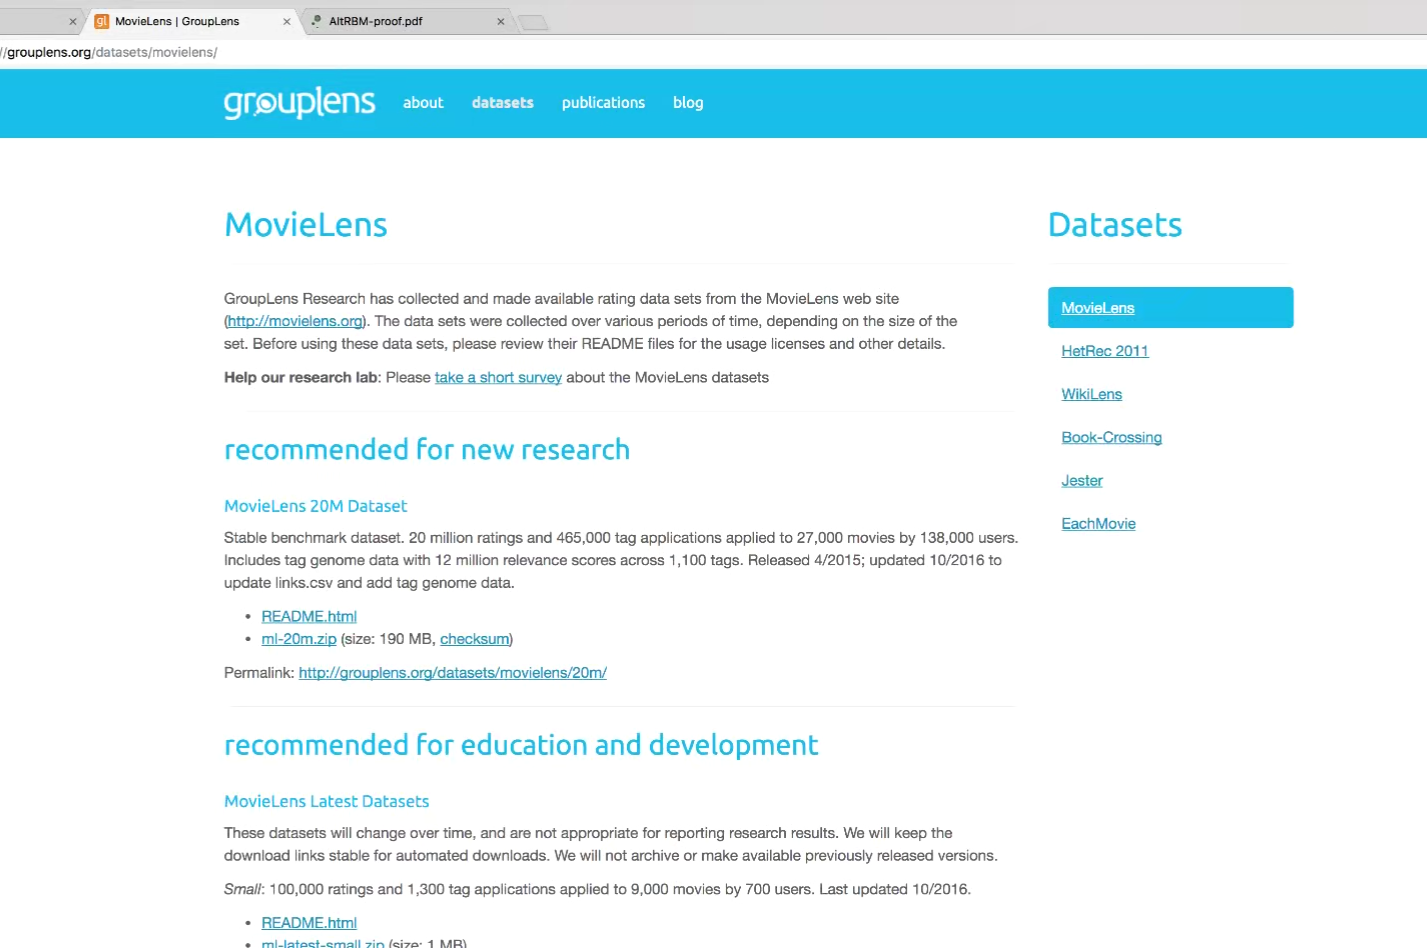 MovieLens | GroupLens
AltRBM-proof.pdf
//grouplens.org/datasets/movielens/
grouplens
about
datasets
publications
blog
MovieLens
GroupLens Research has collected and made available rating data sets from the MovieLens web site
(http://movielens.org). The data sets were collected over various periods of time, depending on the size of the
set. Before using these data sets, please review their README files for the usage licenses and other details.
Help our research lab: Please take a short survey about the MovieLens datasets
recommended for new research
MovieLens 20M Dataset
Stable benchmark dataset. 20 million ratings and 465,000 tag applications applied to 27,000 movies by 138,000 users.
Includes tag genome data with 12 million relevance scores across 1,100 tags. Released 4/2015; updated 10/2016 to
update links.csv and add tag genome data.
• README.html
• ml-20m.zip (size: 190 MB, checksum)
Permalink: http://grouplens.org/datasets/movielens/20m/
recommended for education and development
MovieLens Latest Datasets
These datasets will change over time, and are not appropriate for reporting research results. We will keep the
download links stable for automated downloads. We will not archive or make available previously released versions.
Small: 100,000 ratings and 1,300 tag applications applied to 9,000 movies by 700 users. Last updated 10/2016.
• README.html
• ml-latest-small.zip (size: 1 MB)
Datasets
MovieLens
HetRec 2011
WikiLens
Book-Crossing
Jester
EachMovie